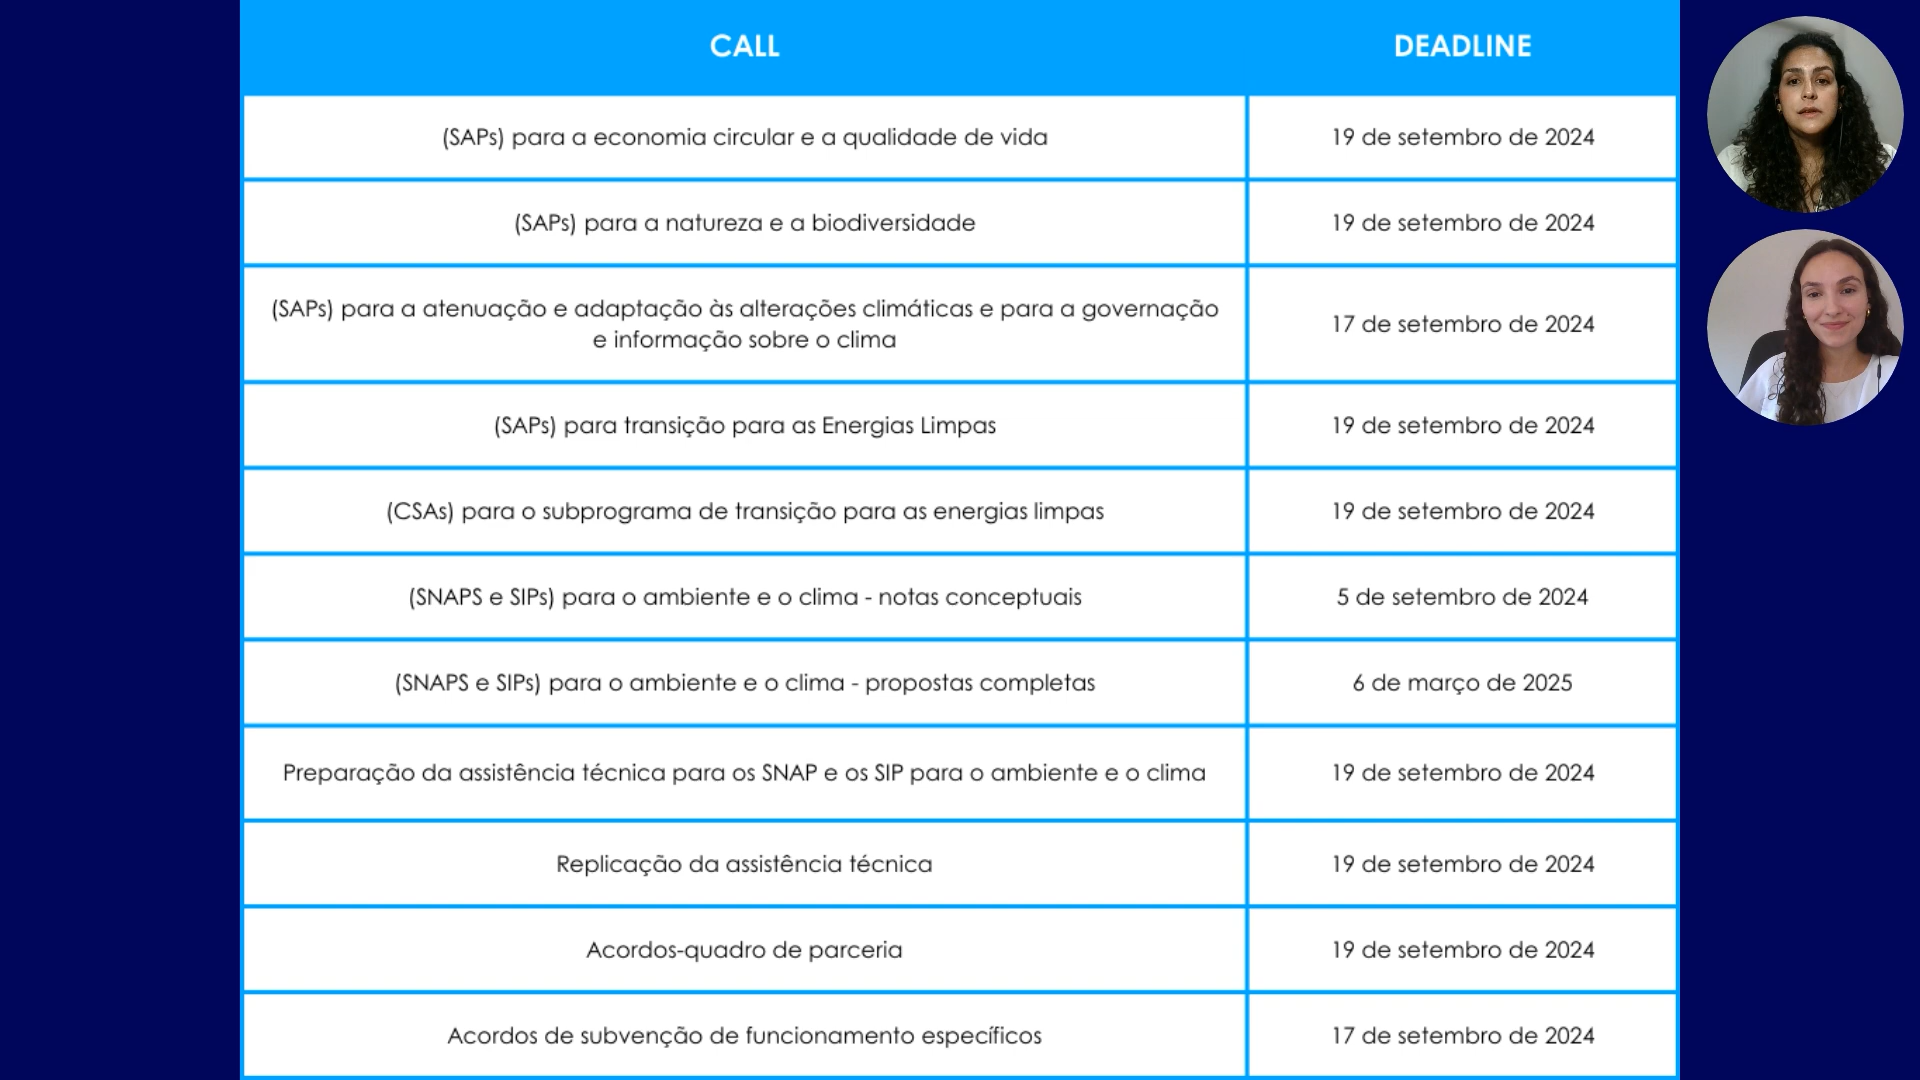 CALL DEADLINE
(SAPs) para a economia circular e a qualidade de vida 19 de setembro de 2024
(SAPs) para a natureza e a biodiversidade 19 de setembro de 2024
(SAPs) para a atenuação e adaptação às alterações climáticas e para a governação
e informação sobre o clima
17 de setembro de 2024
(SAPs) para transição para as Energias Limpas 19 de setembro de 2024
(CSAs) para o subprograma de transição para as energias limpas 19 de setembro de 2024
(SNAPS e SIPs) para o ambiente e o clima - notas conceptuais 5 de setembro de 2024
(SNAPS e SIPs) para o ambiente e o clima - propostas completas 6 de março de 2025
Preparação da assistência técnica para os SNAP e os SIP para o ambiente e o clima 19 de setembro de 2024
Replicação da assistência técnica 19 de setembro de 2024
Acordos-quadro de parceria 19 de setembro de 2024
Acordos de subvenção de funcionamento específicos 17 de setembro de 2024